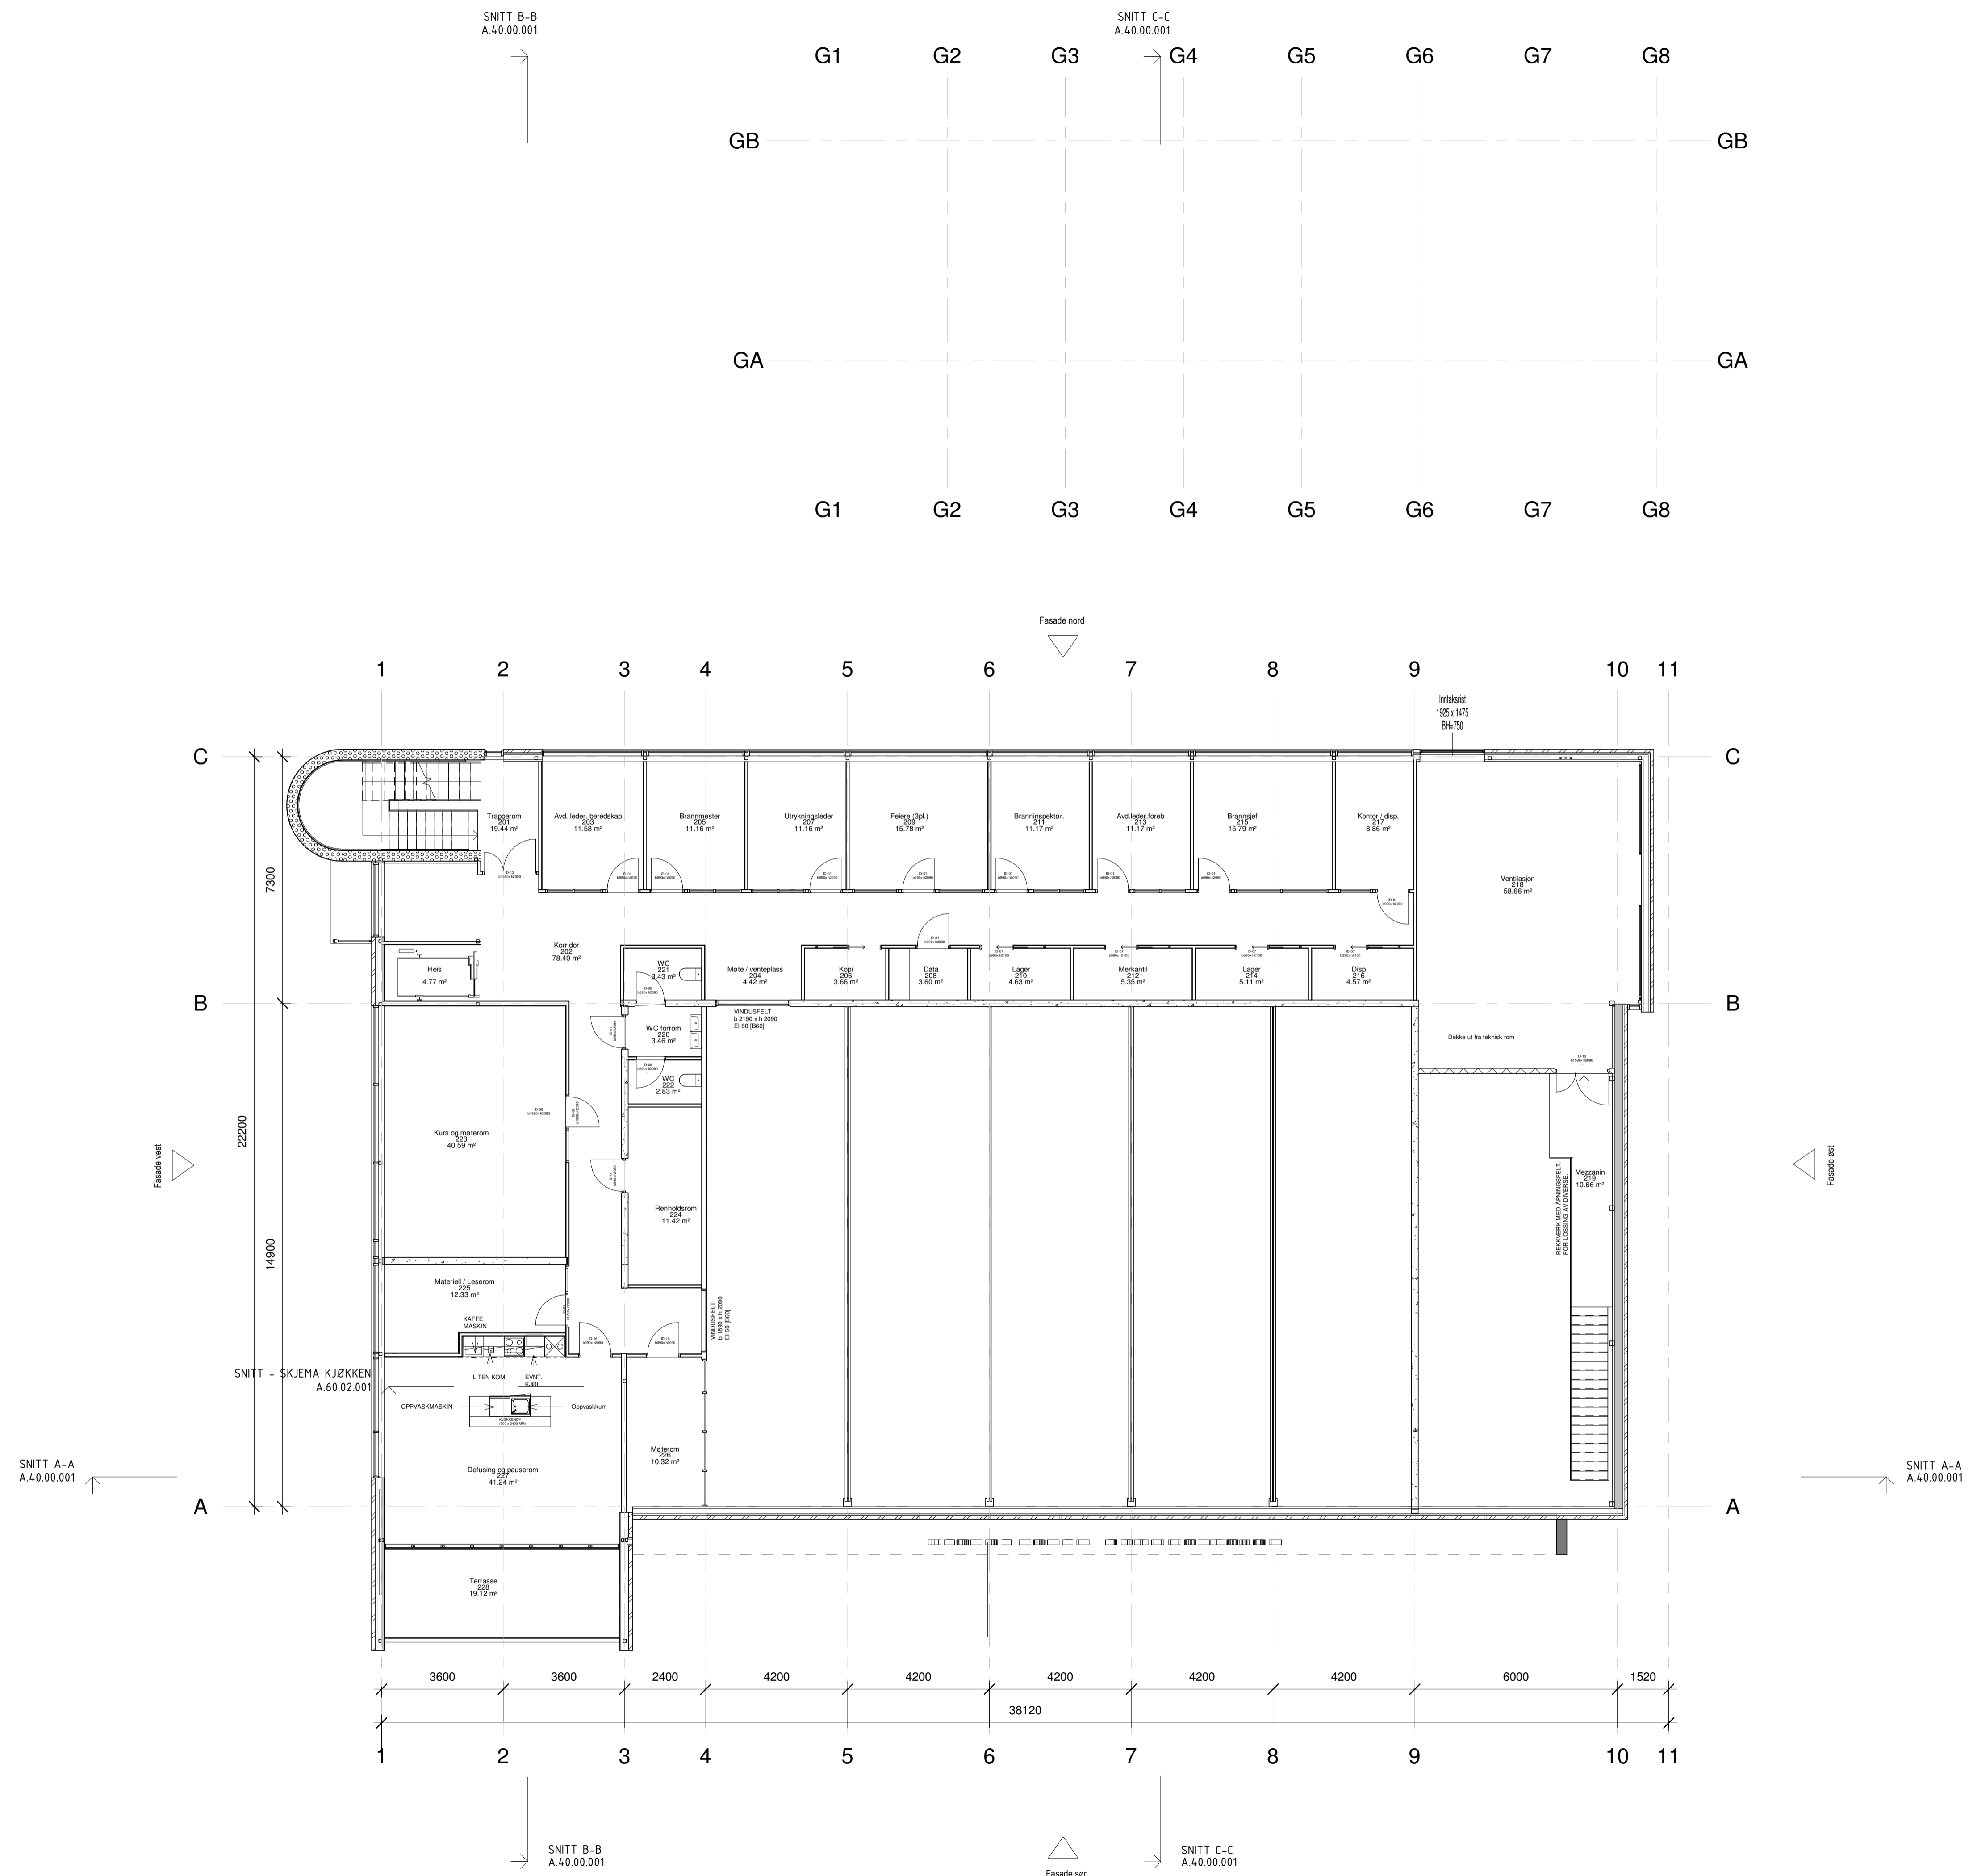 SNITT B-B
A.40.00.001
SNITT C-C
A.40.00.001
G1 G2 G3 G4 G5 G6 G7 G8
GB GB
GA GA
G1 G2 G3 G4 G5 G6 G7 G8
Fasade nord
1 2 3 4 5 6 7 8 9 10 11
Inntaksrist
1925 x 1475
BH=750
C C
Trapperom
201
19.44 m²
Avd. leder, beredskap
203
11.58 m²
Brannmester
205
11.16 m²
Utrykningsleder
207
11.16 m²
Feiere (3pl.)
209
15.78 m²
Branninspektør.
211
11.17 m²
Avd.leder.foreb
213
11.17 m²
Brannsjef
215
15.79 m²
Kontor / disp.
217
8.86 m²
Ventilasjon
218
58.66 m²
7300
Korridor
202
78.40 m²
Heis
-
4.77 m²
WC
221
3.43 m²
Møte / venteplass
204
4.42 m²
Kopi
206
3.66 m²
Data
208
3.60 m²
Lager
210
4.63 m²
Merkantil
212
5.35 m²
Lager
214
5.11 m²
Disp
216
4.57 m²
B B
VINDUSFELT
b 2190 x h 2090
EI 60 [B60]
WC forrom
220
3.46 m²
Dekke ut fra teknisk rom
WC
222
2.83 m²
22200
Kurs og møterom
223
40.59 m²
Fasade vest
Fasade øst
Mezzanin
219
10.66 m²
REKKVERK MED ÅPNINGSFELT.
FOR LOSSING AV DIVERSE.
Renholdsrom
224
11.42 m²
14900
Materiell / Leserom
225
12.33 m²
KAFFE
MASKIN
VINDUSFELT
b 1890 x h 2090
EI 60 [B60]
SNITT - SKJEMA KJØKKEN
A.60.02.001
LITEN KOM.
EVNT.
KJØL.
OPPVASKMASKIN
Oppvaskkum
Møterom
226
10.32 m²
Defusing og pauserom
227
41.24 m²
SNITT A-A
A.40.00.001
SNITT A-A
A.40.00.001
A A
Terrasse
228
19.12 m²
3600 3600 2400 4200 4200 4200 4200 4200 6000 1520
38120
1 2 3 4 5 6 7 8 9 10 11
SNITT B-B
A.40.00.001
SNITT C-C
A.40.00.001
Fasade sør